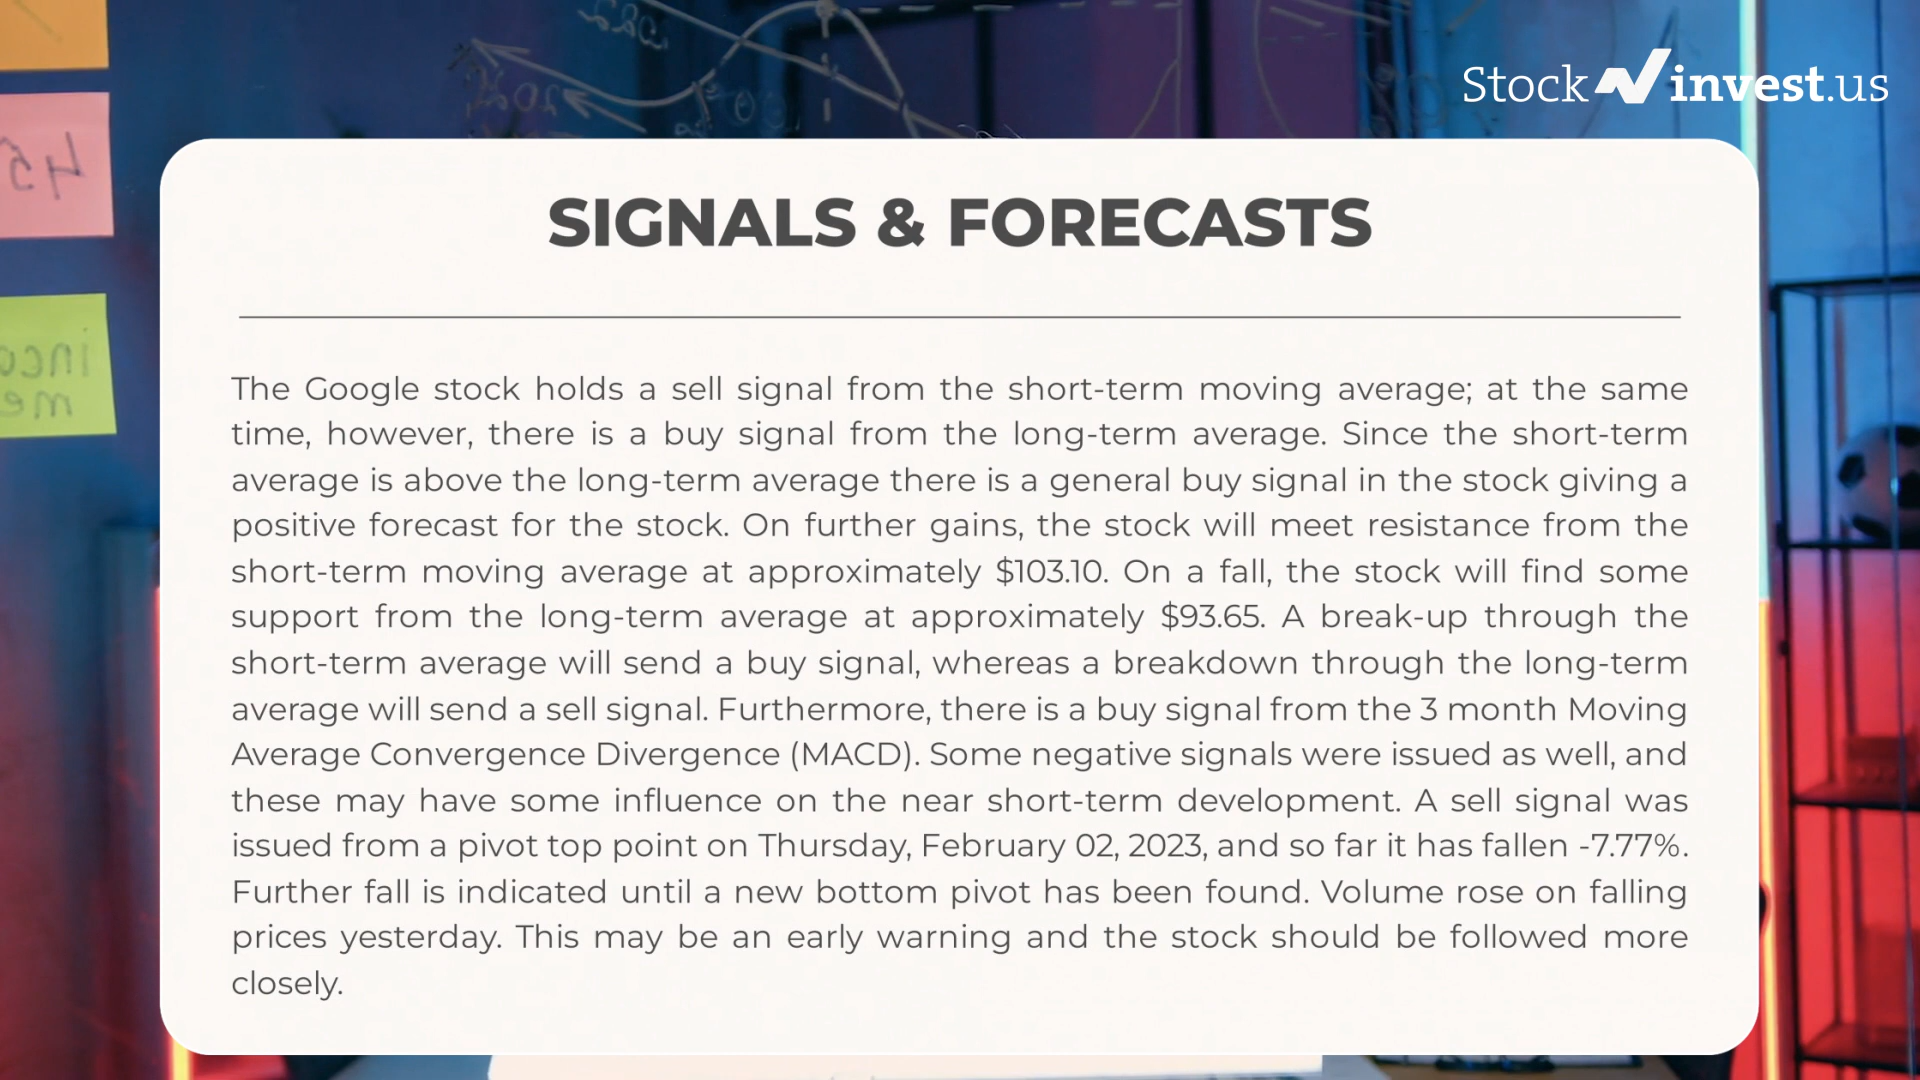 Stock invest.us
45
inco
me
SIGNALS & FORECASTS
The Google stock holds a sell signal from the short-term moving average; at the same
time, however, there is a buy signal from the long-term average. Since the short-term
average is above the long-term average there is a general buy signal in the stock giving a
positive forecast for the stock. On further gains, the stock will meet resistance from the
short-term moving average at approximately $103.10. On a fall, the stock will find some
support from the long-term average at approximately $93.65. A break-up through the
short-term average will send a buy signal, whereas a breakdown through the long-term
average will send a sell signal. Furthermore, there is a buy signal from the 3 month Moving
Average Convergence Divergence (MACD). Some negative signals were issued as well, and
these may have some influence on the near short-term development. A sell signal was
issued from a pivot top point on Thursday, February 02, 2023, and so far it has fallen -7.77%.
Further fall is indicated until a new bottom pivot has been found. Volume rose on falling
prices yesterday. This may be an early warning and the stock should be followed more
closely.